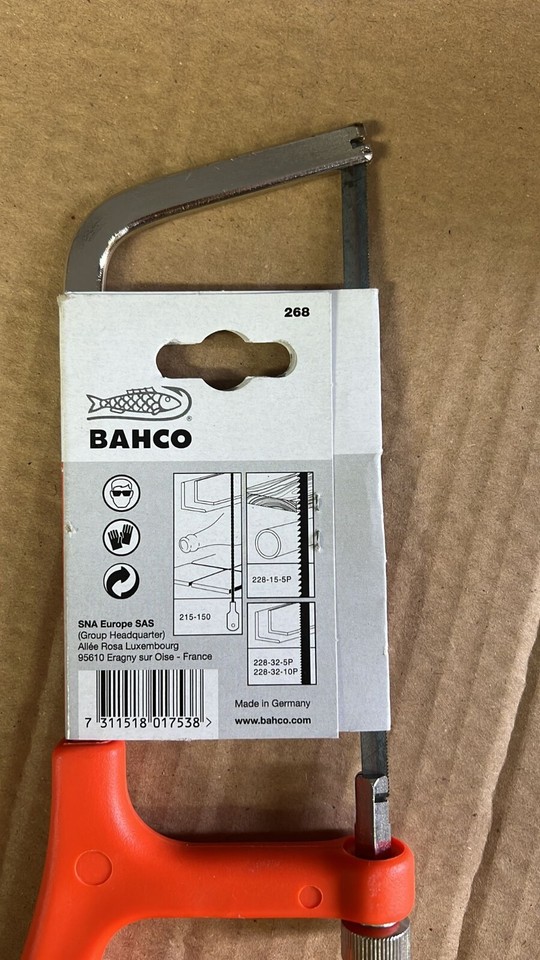 268
®
BAHCO
228-15-5P
215-150
228-32-5P
228-32-10P
SNA Europe SAS
(Group Headquarter)
Allée Rosa Luxembourg
95610 Eragny sur Oise - France
7 311518 017538 >
Made in Germany
www.bahco.com